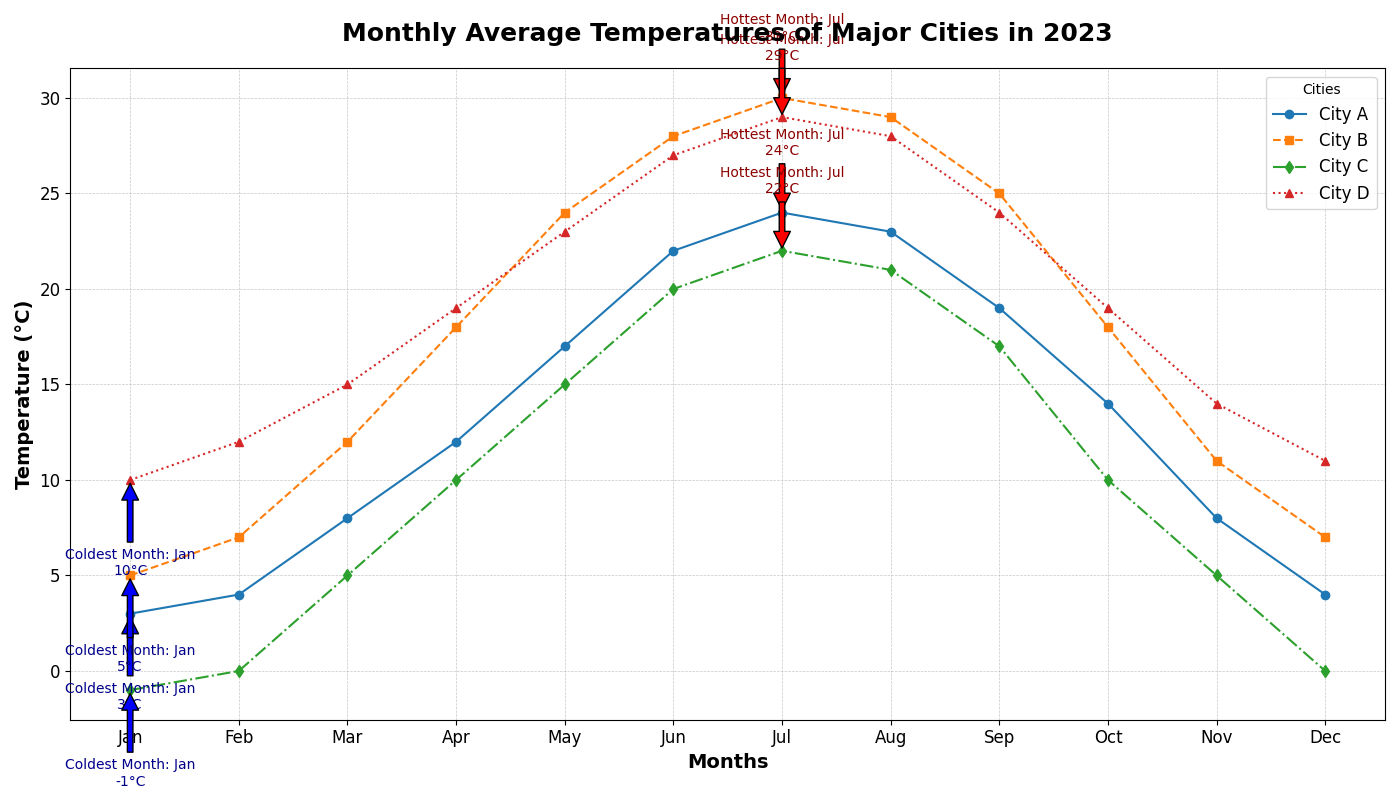 Monthly Average Temperatures of Major Cities in 2023
Hottest Month: Jul
Hottest Month: Jul
29°C
Hottest Month: Jul
24°C
Hottest Month: Jul
22°C
Cities
City A
City B
City C
City D
Temperature (°C)
30
25
20
15
10
5
0
Coldest Month: Jan
10°C
Coldest Month: Jan
5°C
Coldest Month: Jan
3°C
Coldest Month: Jan
-1°C
Jan
Feb
Mar
Apr
May
Jun
Jul
Aug
Sep
Oct
Nov
Dec
Months